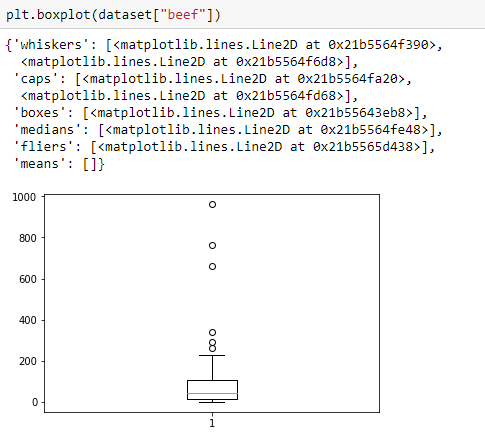 plt.boxplot(dataset["beef"])
{'whiskers': [<matplotlib.lines.Line2D at 0x21b5564f390>,
  <matplotlib.lines.Line2D at 0x21b5564f6d8>],
 'caps': [<matplotlib.lines.Line2D at 0x21b5564fa20>,
  <matplotlib.lines.Line2D at 0x21b5564fd68>],
 'boxes': [<matplotlib.lines.Line2D at 0x21b55643eb8>],
 'medians': [<matplotlib.lines.Line2D at 0x21b5564fe48>],
 'fliers': [<matplotlib.lines.Line2D at 0x21b5565d438>],
 'means': []}
1000
800
600
400
200
0
1